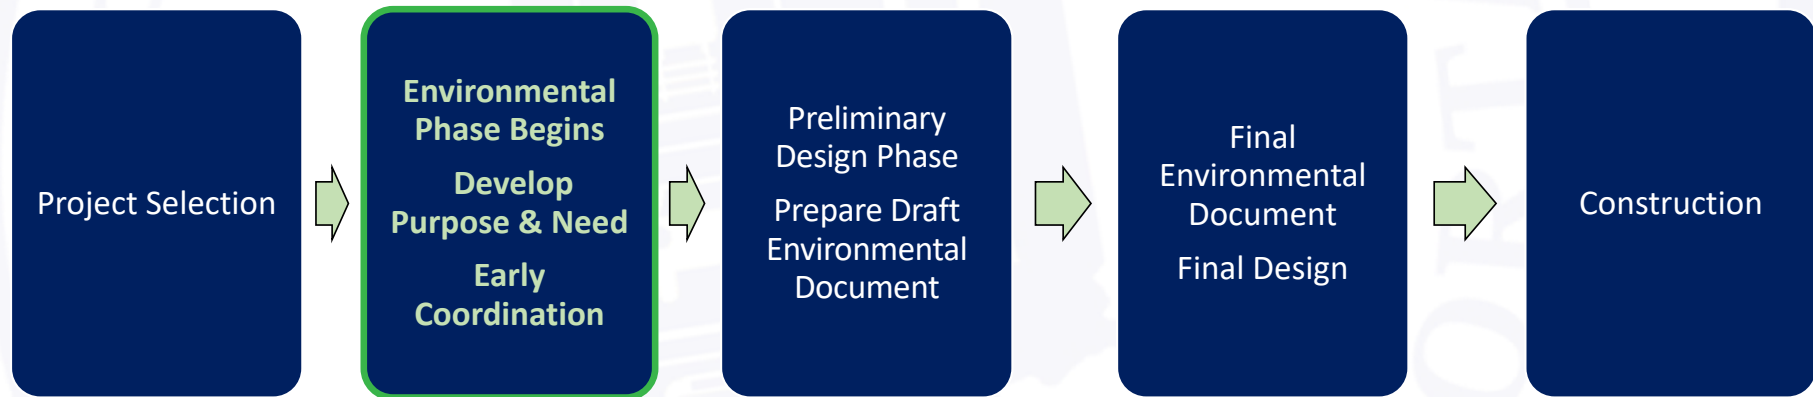 Project Selection
Environmental
Phase Begins
Develop
Purpose & Need
Early
Coordination
Preliminary
Design Phase
Prepare Draft
Environmental
Document
Final
Environmental
Document
Final Design
Construction